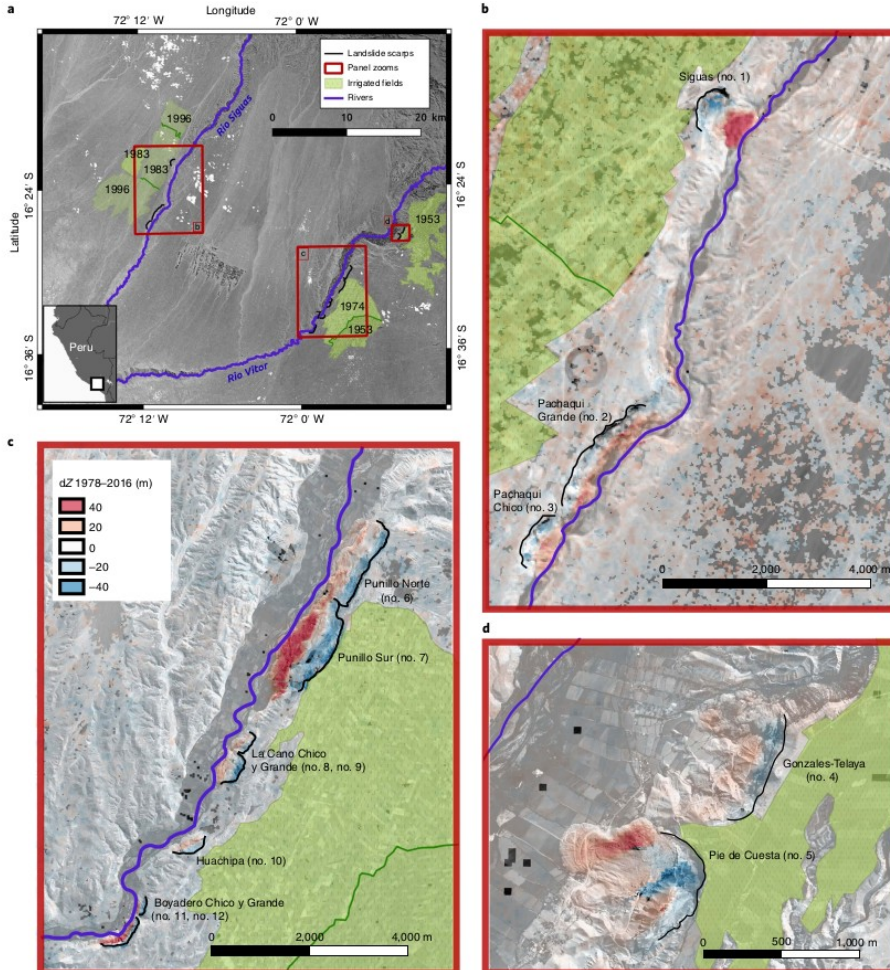 a
Longitude
72° 12' W
72° 0' W
Landslide scarps
Panel zooms
Irrigated fields
Rivers
0
10
20
km
1996
Rio Siguas
1983
1983
1996
b
d
1953
c
1974
1953
Peru
Rio Vitor
Latitude
16° 24' S
16° 36' S
16° 24' S
16° 36' S
72° 12' W
72° 0' W
b
Siguas (no. 1)
Pachaqui
Grande (no. 2)
Pachaqui
Chico (no. 3)
0
2,000
4,000 m
c
dZ 1978–2016 (m)
40
20
0
–20
–40
Punillo Norte
(no. 6)
Punillo Sur (no. 7)
La Cano Chico
y Grande (no. 8, no. 9)
Huachipa (no. 10)
Boyadero Chico y Grande
(no. 11, no. 12)
0
2,000
4,000 m
d
Gonzales-Telaya
(no. 4)
Pie de Cuesta (no. 5)
0
500
1,000 m